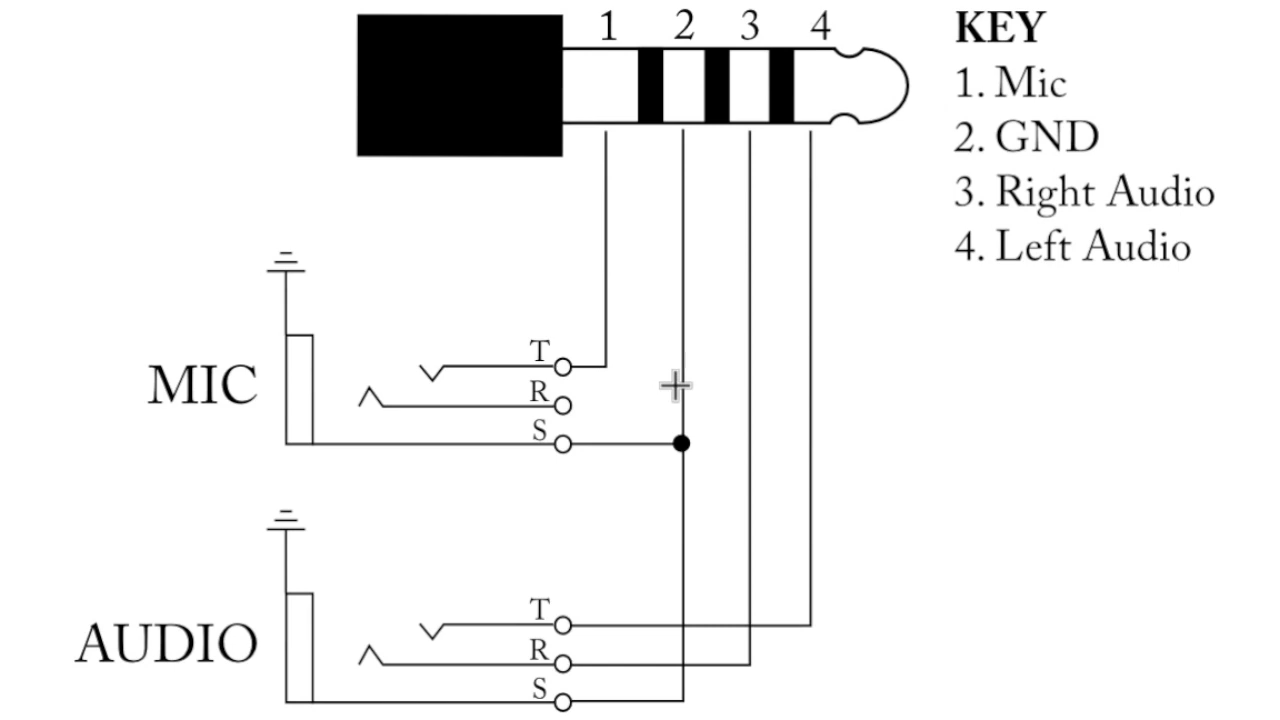 1 2 3 4
KEY
1. Mic
2. GND
3. Right Audio
4. Left Audio
MIC
T
R
S
AUDIO
T
R
S